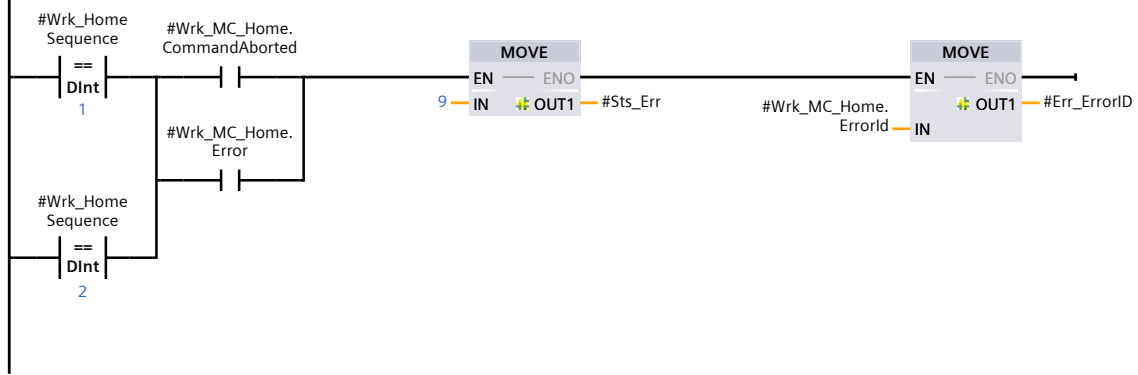 #Wrk_Home
Sequence
==
DInt
1
#Wrk_MC_Home.
CommandAborted
#Wrk_MC_Home.
Error
#Wrk_Home
Sequence
==
DInt
2
MOVE
EN ENO
9 IN OUT1 #Sts_Err
MOVE
EN ENO
OUT1 #Err_ErrorID
#Wrk_MC_Home.
ErrorId IN